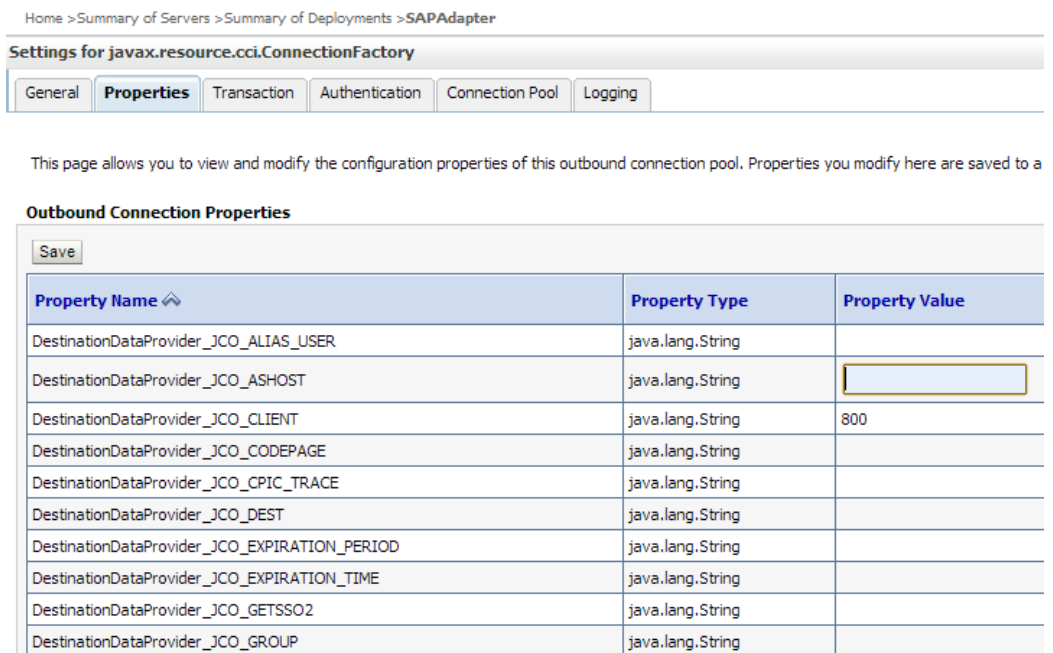 Home >Summary of Servers >Summary of Deployments >SAPAdapter
Settings for javax.resource.cci.ConnectionFactory
General Properties Transaction Authentication Connection Pool Logging
This page allows you to view and modify the configuration properties of this outbound connection pool. Properties you modify here are saved to a
Outbound Connection Properties
Save
Property Name Property Type Property Value
DestinationDataProvider_JCO_ALIAS_USER java.lang.String
DestinationDataProvider_JCO_ASHOST java.lang.String
DestinationDataProvider_JCO_CLIENT java.lang.String 800
DestinationDataProvider_JCO_CODEPAGE java.lang.String
DestinationDataProvider_JCO_CPIC_TRACE java.lang.String
DestinationDataProvider_JCO_DEST java.lang.String
DestinationDataProvider_JCO_EXPIRATION_PERIOD java.lang.String
DestinationDataProvider_JCO_EXPIRATION_TIME java.lang.String
DestinationDataProvider_JCO_GETSSO2 java.lang.String
DestinationDataProvider_JCO_GROUP java.lang.String